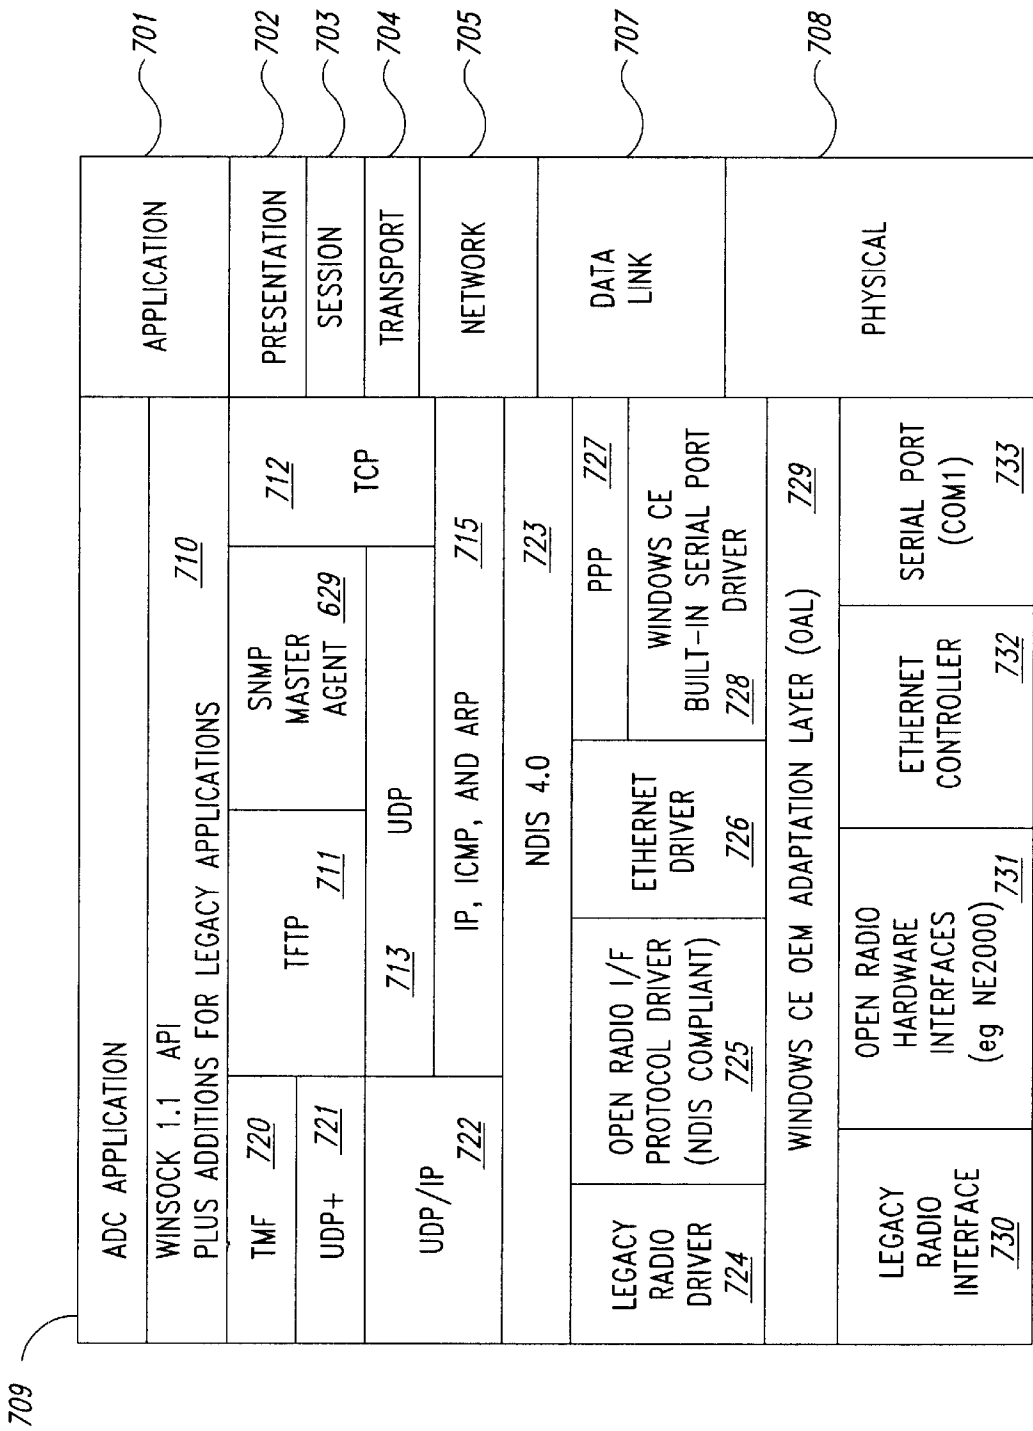 709
ADC APPLICATION
APPLICATION
701
WINSOCK 1.1 API
PLUS ADDITIONS FOR LEGACY APPLICATIONS
710
TMF
720
UDP+
721
TFTP
711
SNMP
MASTER
AGENT
629
712
TCP
PRESENTATION
702
SESSION
703
UDP/IP
722
713
UDP
TRANSPORT
704
IP, ICMP, AND ARP
715
NETWORK
705
NDIS 4.0
723
LEGACY
RADIO
DRIVER
724
OPEN RADIO I/F
PROTOCOL DRIVER
(NDIS COMPLIANT)
725
ETHERNET
DRIVER
726
PPP
727
WINDOWS CE
BUILT-IN SERIAL PORT
DRIVER
728
DATA
LINK
707
WINDOWS CE OEM ADAPTATION LAYER (OAL)
729
LEGACY
RADIO
INTERFACE
730
OPEN RADIO
HARDWARE
INTERFACES
(eg NE2000)
731
ETHERNET
CONTROLLER
732
SERIAL PORT
(COM1)
733
PHYSICAL
708